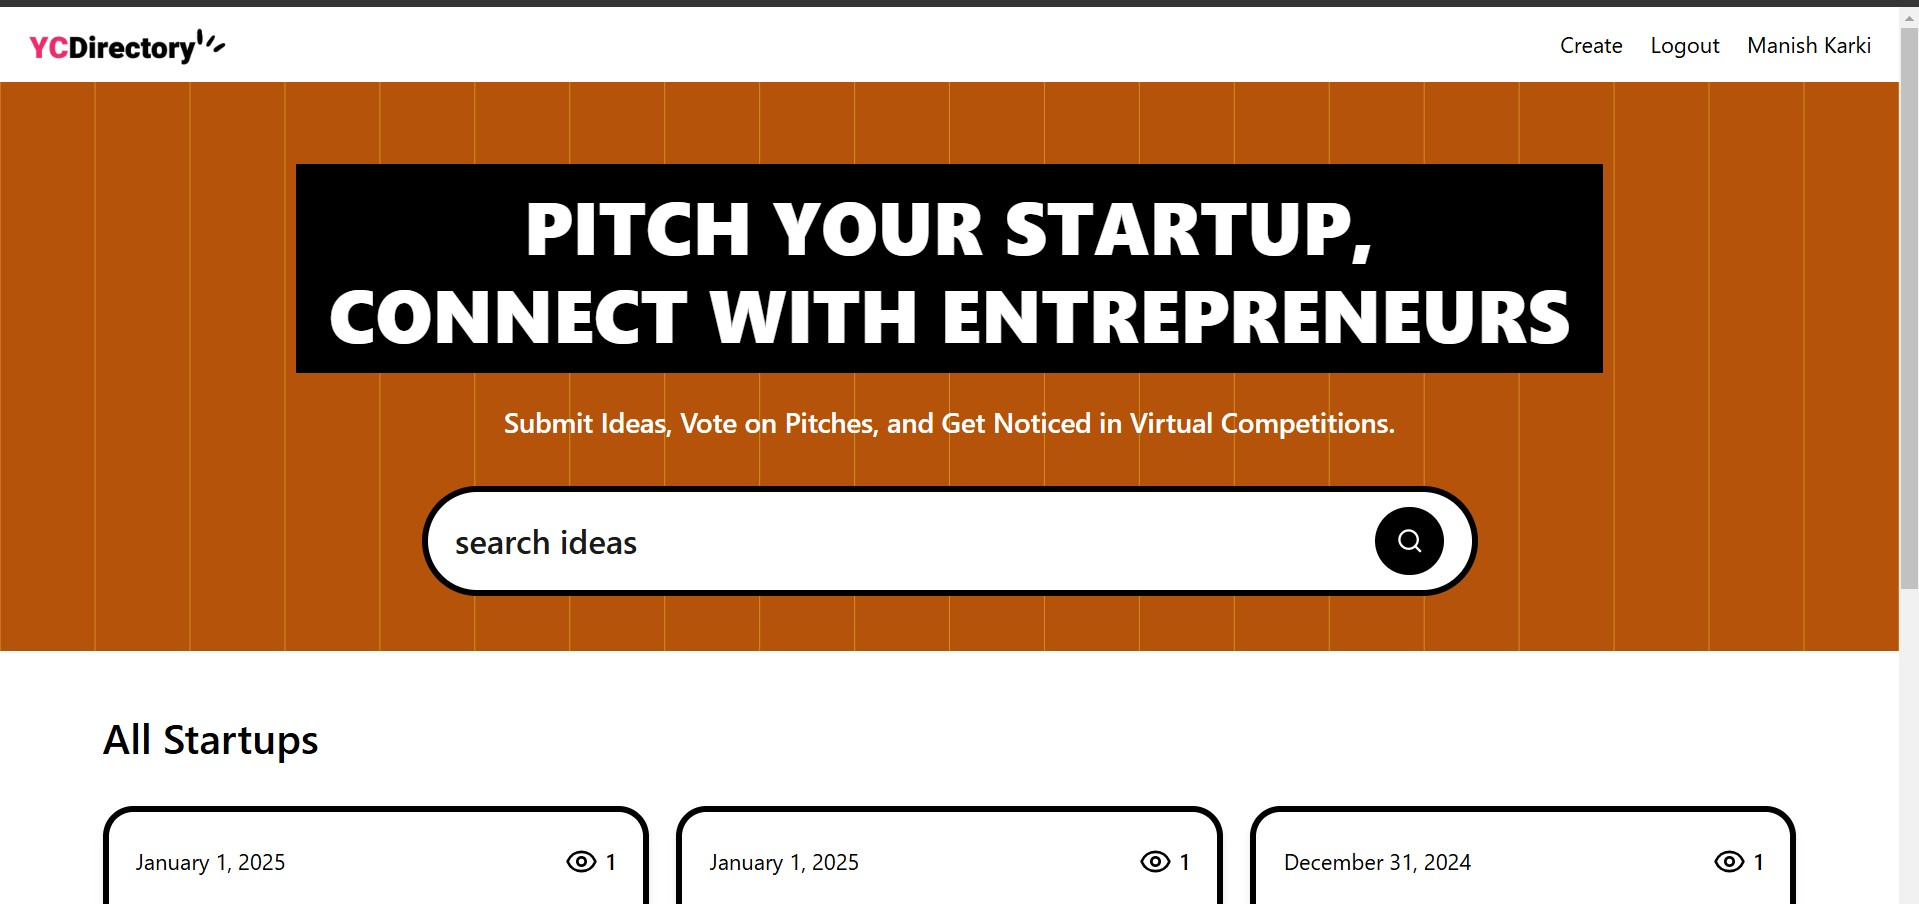 YCDirectory
Create Logout Manish Karki
PITCH YOUR STARTUP,
CONNECT WITH ENTREPRENEURS
Submit Ideas, Vote on Pitches, and Get Noticed in Virtual Competitions.
search ideas
All Startups
January 1, 2025 1
January 1, 2025 1
December 31, 2024 1